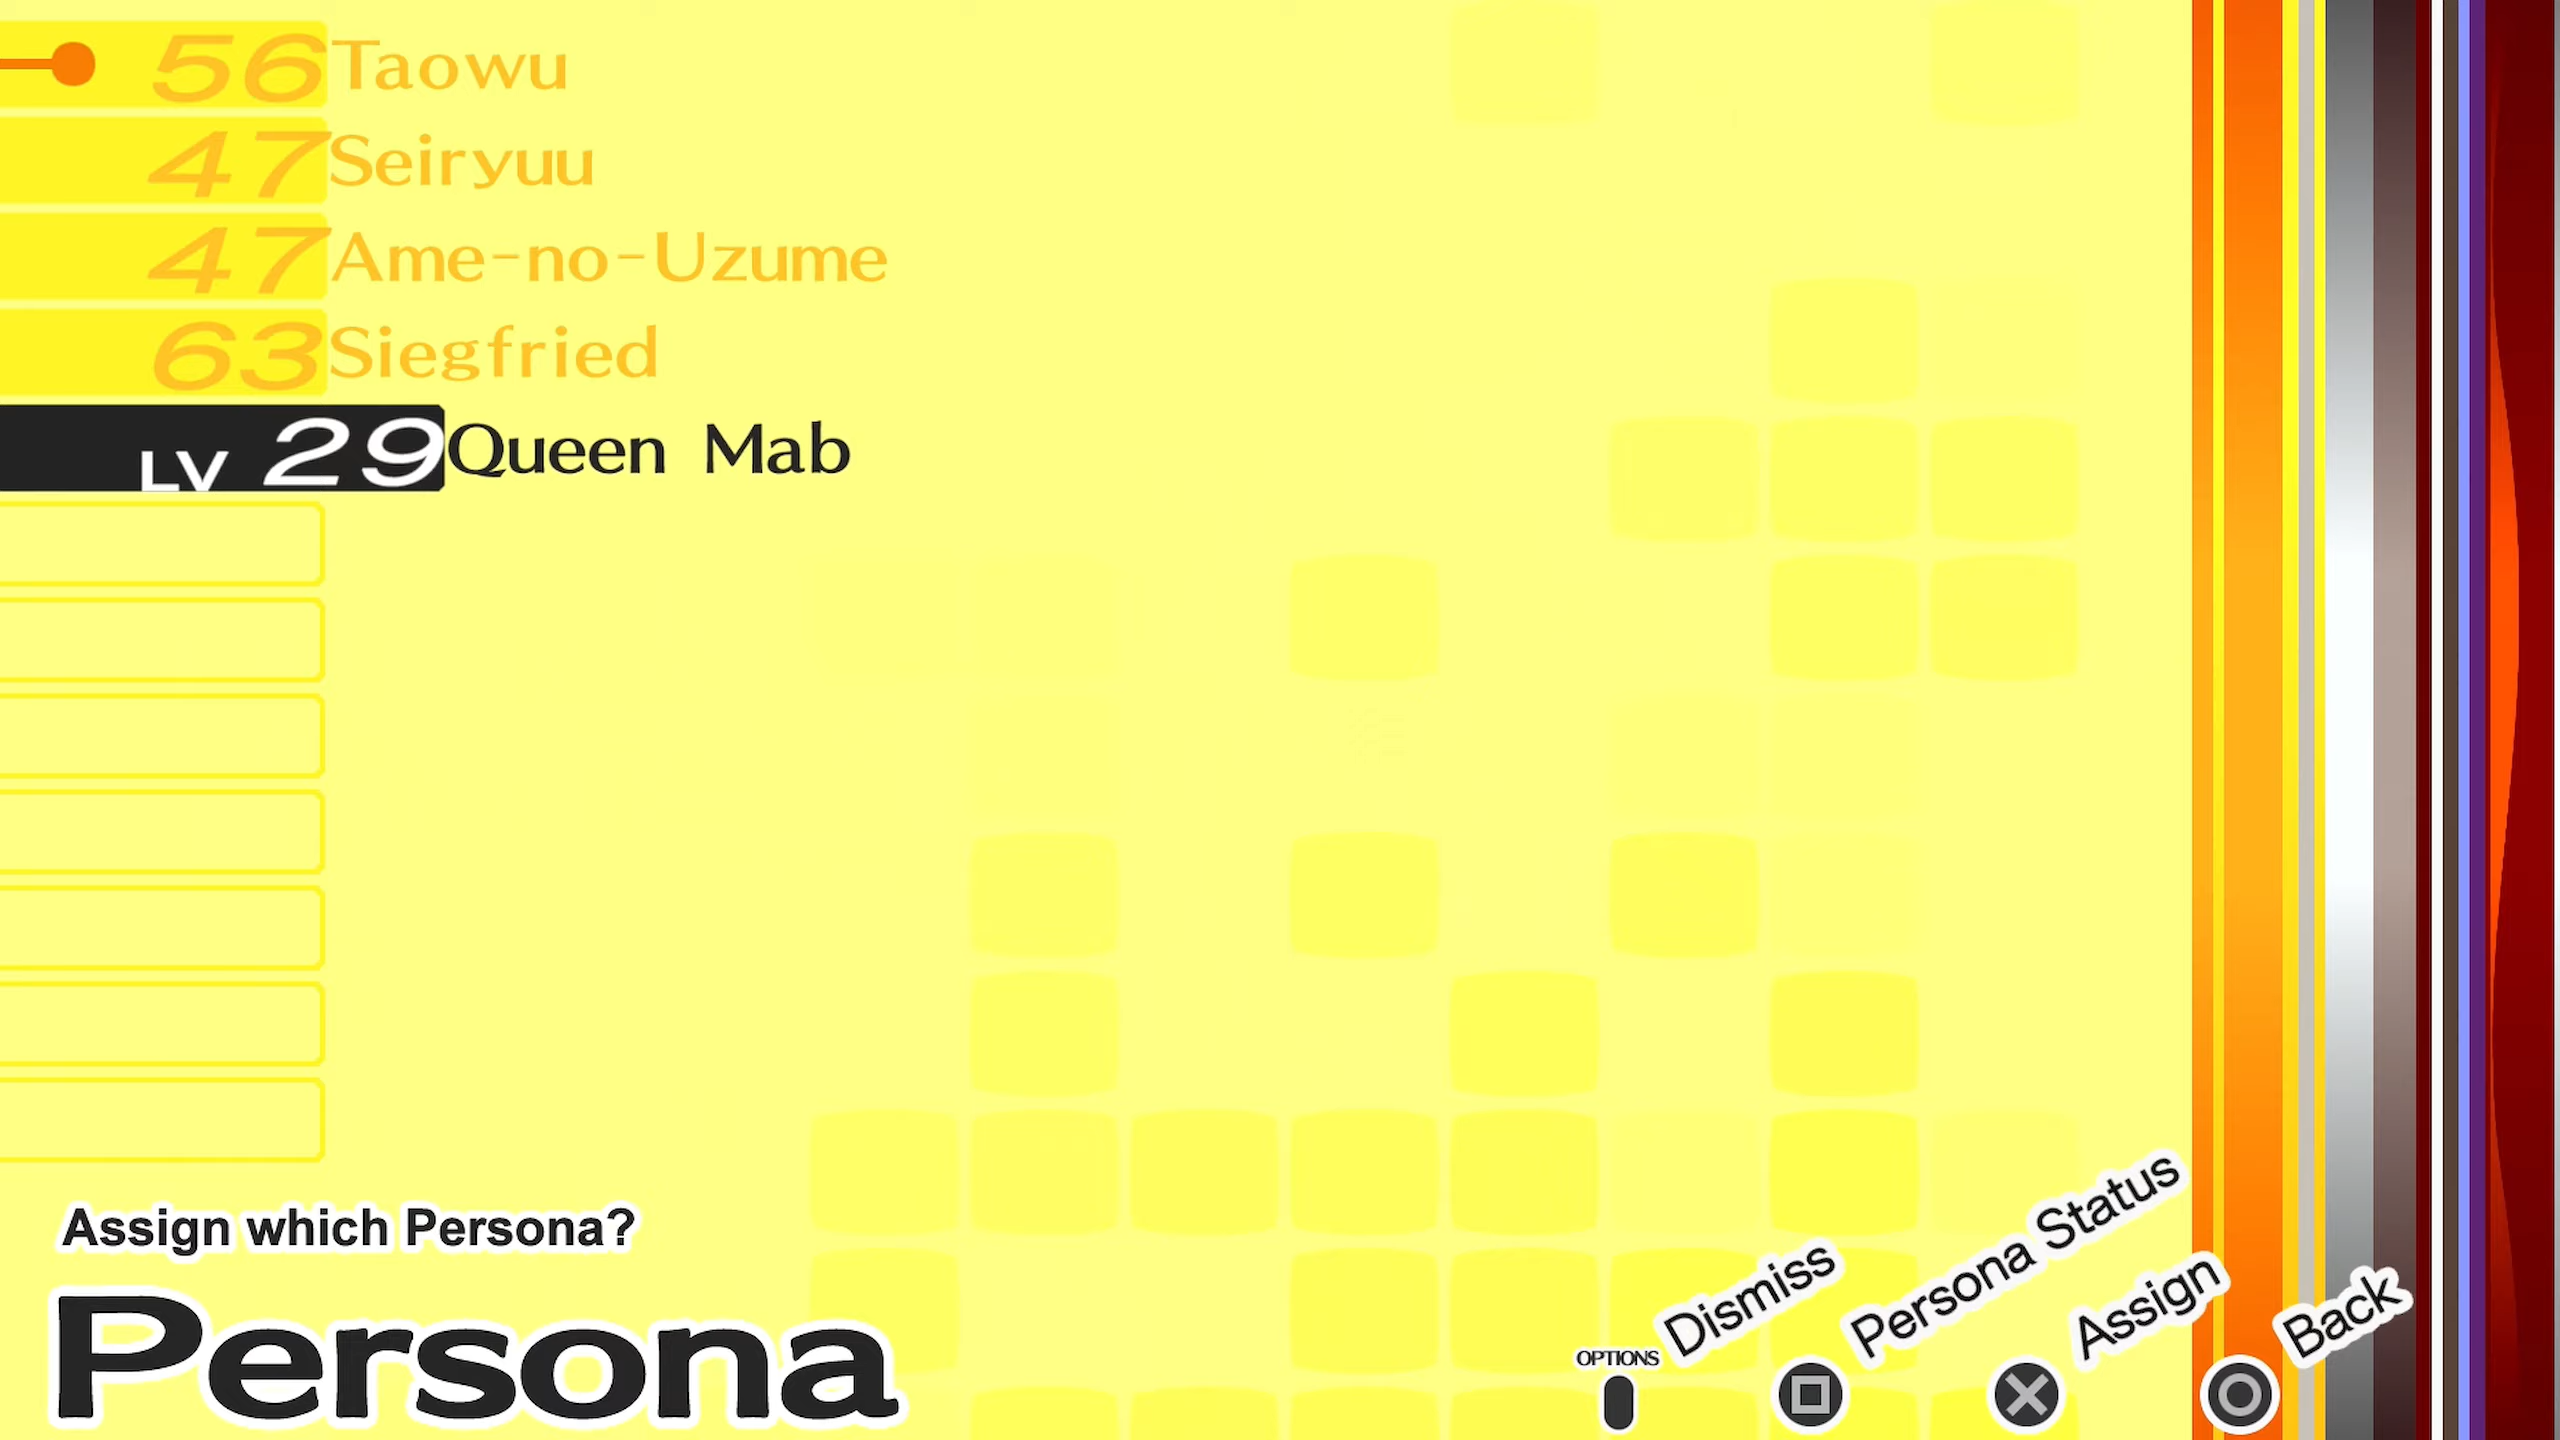 56 Taowu
47 Seiryuu
47 Ame-no-Uzume
63 Siegfried
LV 29 Queen Mab
Assign which Persona?
Persona
OPTIONS Dismiss
Persona Status
Assign
Back